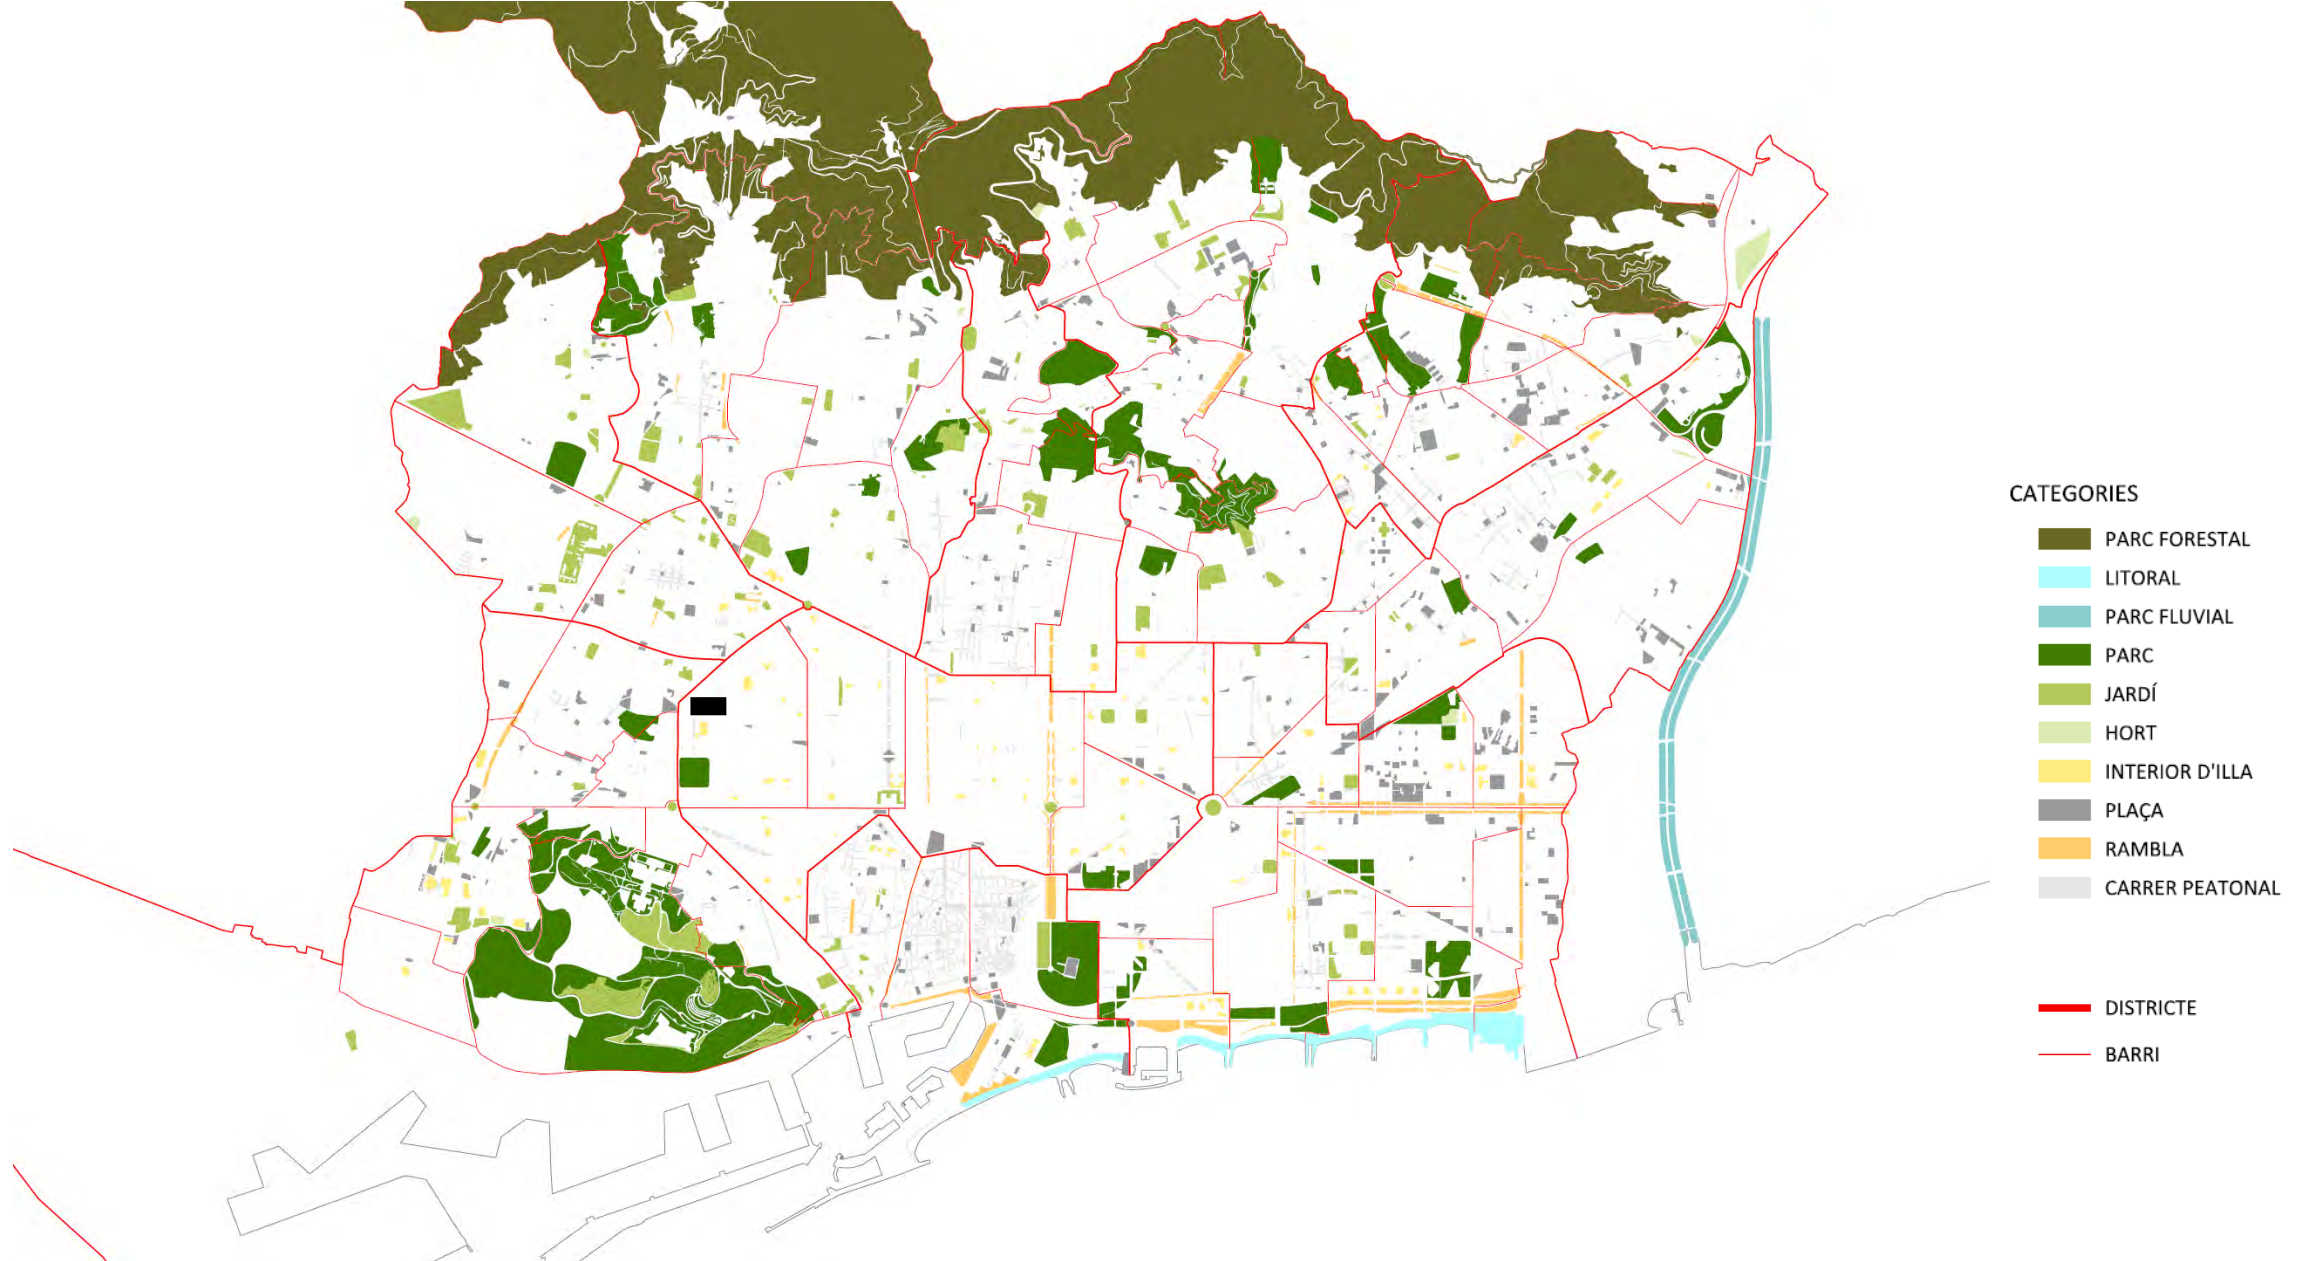 CATEGORIES
PARC FORESTAL
LITORAL
PARC FLUVIAL
PARC
JARDÍ
HORT
INTERIOR D'ILLA
PLAÇA
RAMBLA
CARRER PEATONAL
DISTRICTE
BARRI